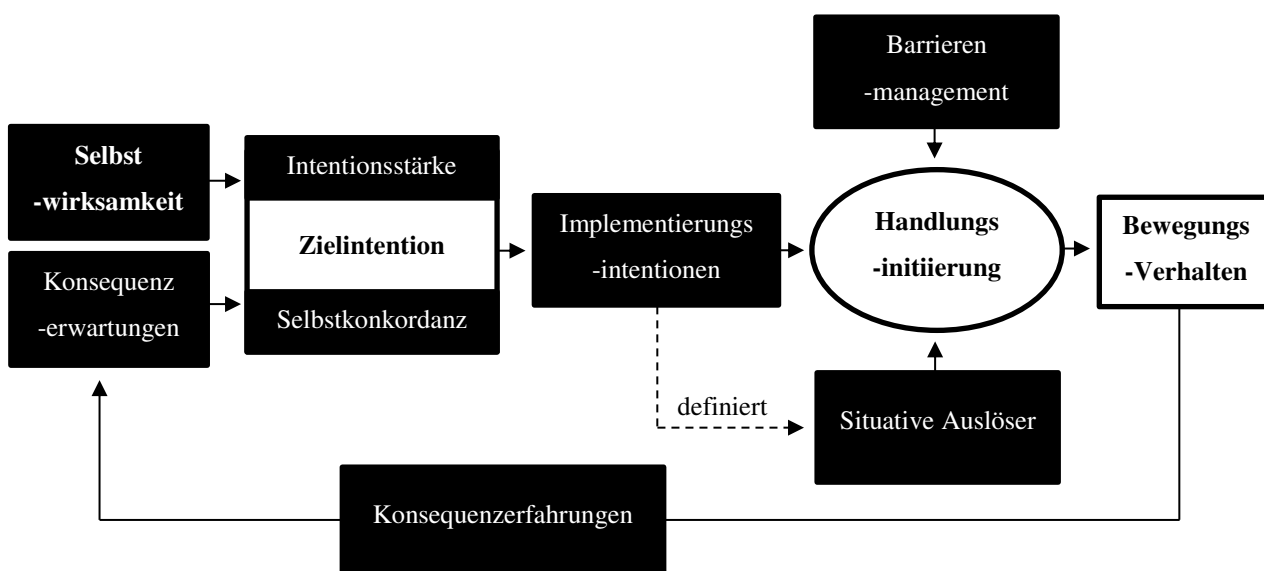 Barrieren
-management
Selbst
-wirksamkeit
Konsequenz
-erwartungen
Intentionsstärke
Zielintention
Selbstkonkordanz
Implementierungs
-intentionen
Handlungs
-initiierung
Bewegungs
-Verhalten
definiert
Situative Auslöser
Konsequenzerfahrungen